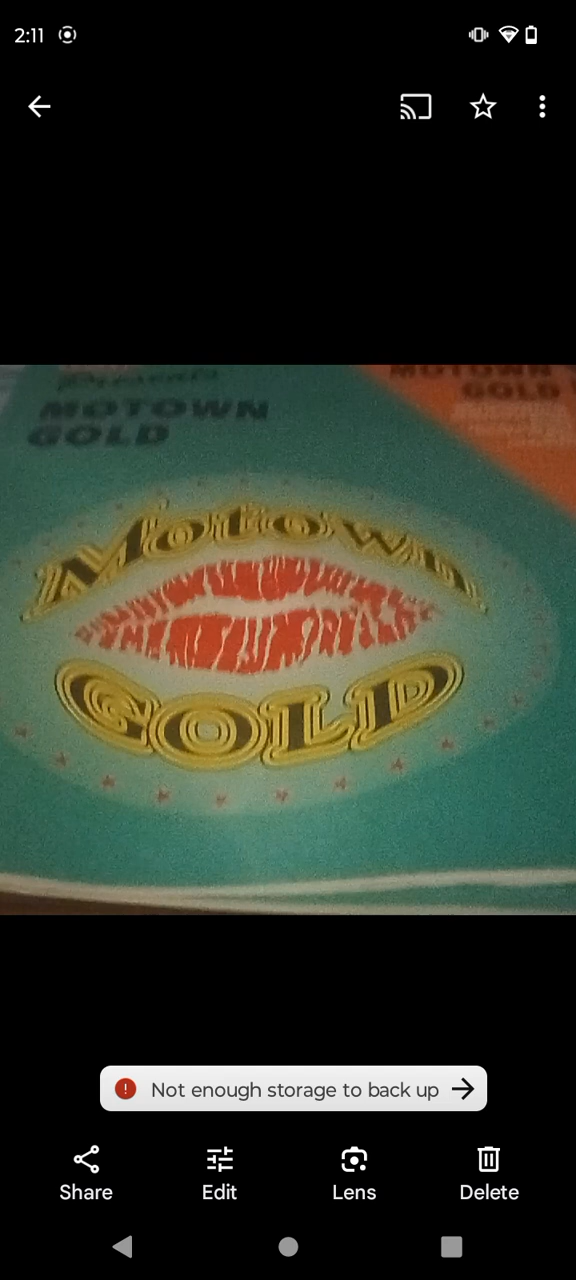 2:11
MOTOWN
GOLD
MOTOWN
GOLD
Motown
GOLD
Not enough storage to back up
Share
Edit
Lens
Delete